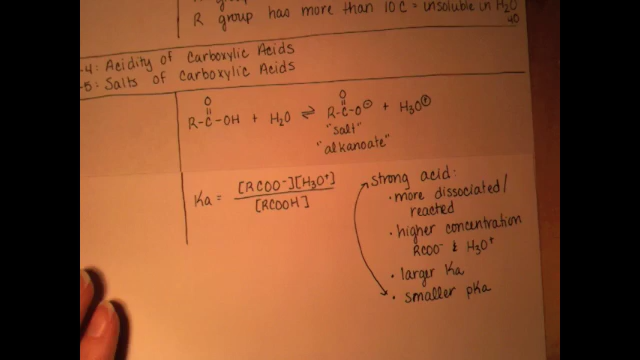 R group has more than 10 C = insoluble in H2O
40
-4: Acidity of Carboxylic Acids
-5: Salts of Carboxylic Acids
O
O
R-C-OH + H2O ⇌ R-C-O⊖ + H3O⊕
"salt"
"alkanoate"
Ka = [RCOO-][H3O+]
[RCOOH]
strong acid:
• more dissociated/
reacted
• higher concentration
RCOO- & H3O+
• larger Ka
• smaller pKa